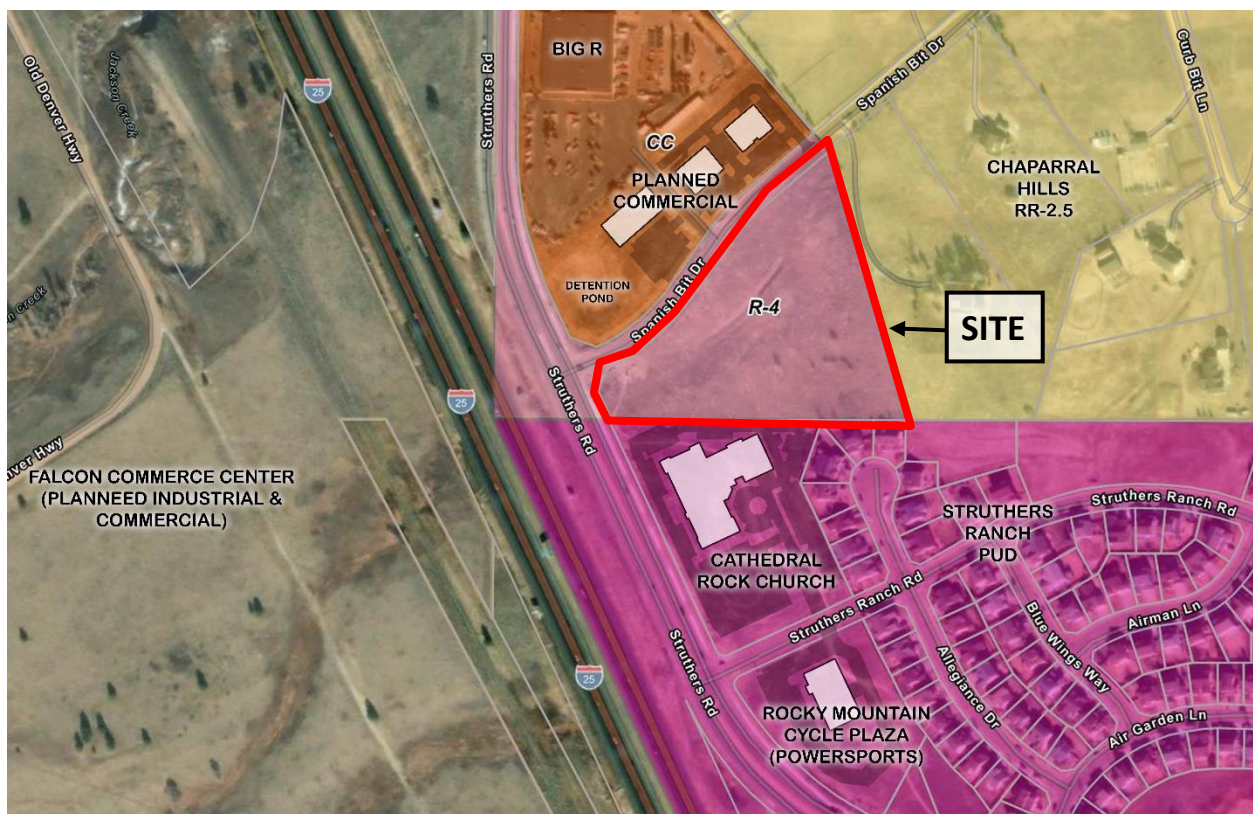 Old Denver Hwy
Jackson Creek
25
Struthers Rd
BIG R
Spanish Bit Dr
Curb Bit Ln
CC
PLANNED
COMMERCIAL
CHAPARRAL
HILLS
RR-2.5
DETENTION
POND
Spanish Bit Dr
R-4
SITE
Creek
25
Struthers Rd
nver Hwy
FALCON COMMERCE CENTER
(PLANNEED INDUSTRIAL &
COMMERCIAL)
CATHEDRAL
ROCK CHURCH
STRUTHERS
RANCH
PUD
Struthers Ranch Rd
Struthers Ranch Rd
Blue Wings Way
Airman Ln
Allegiance Dr
Air Garden Ln
25
Struthers Rd
ROCKY MOUNTAIN
CYCLE PLAZA
(POWERSPORTS)